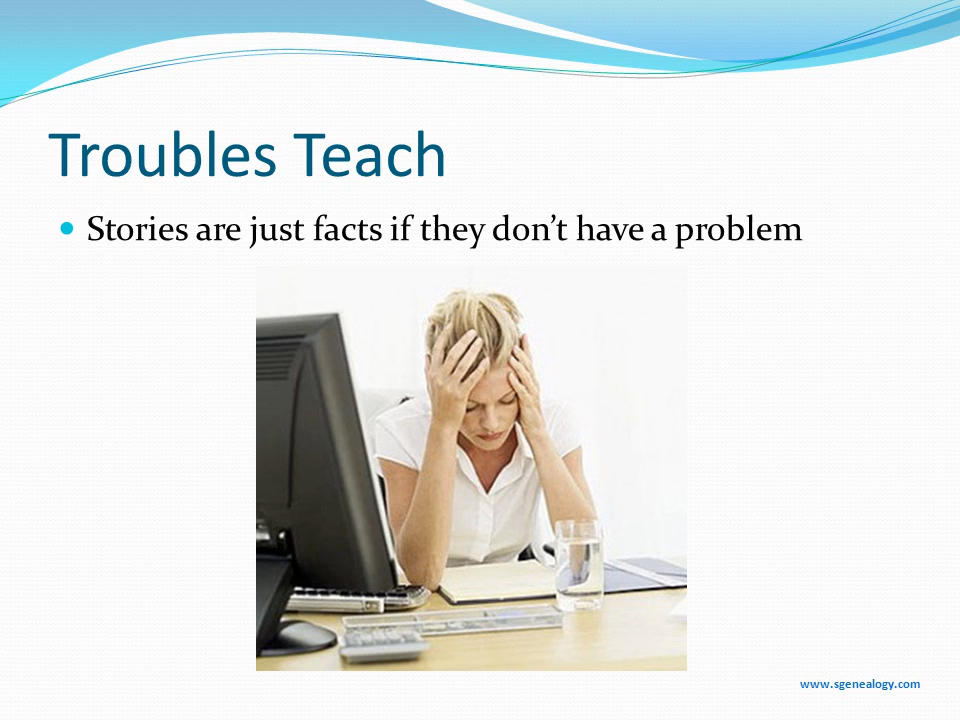 Troubles Teach
Stories are just facts if they don’t have a problem
www.sgenealogy.com